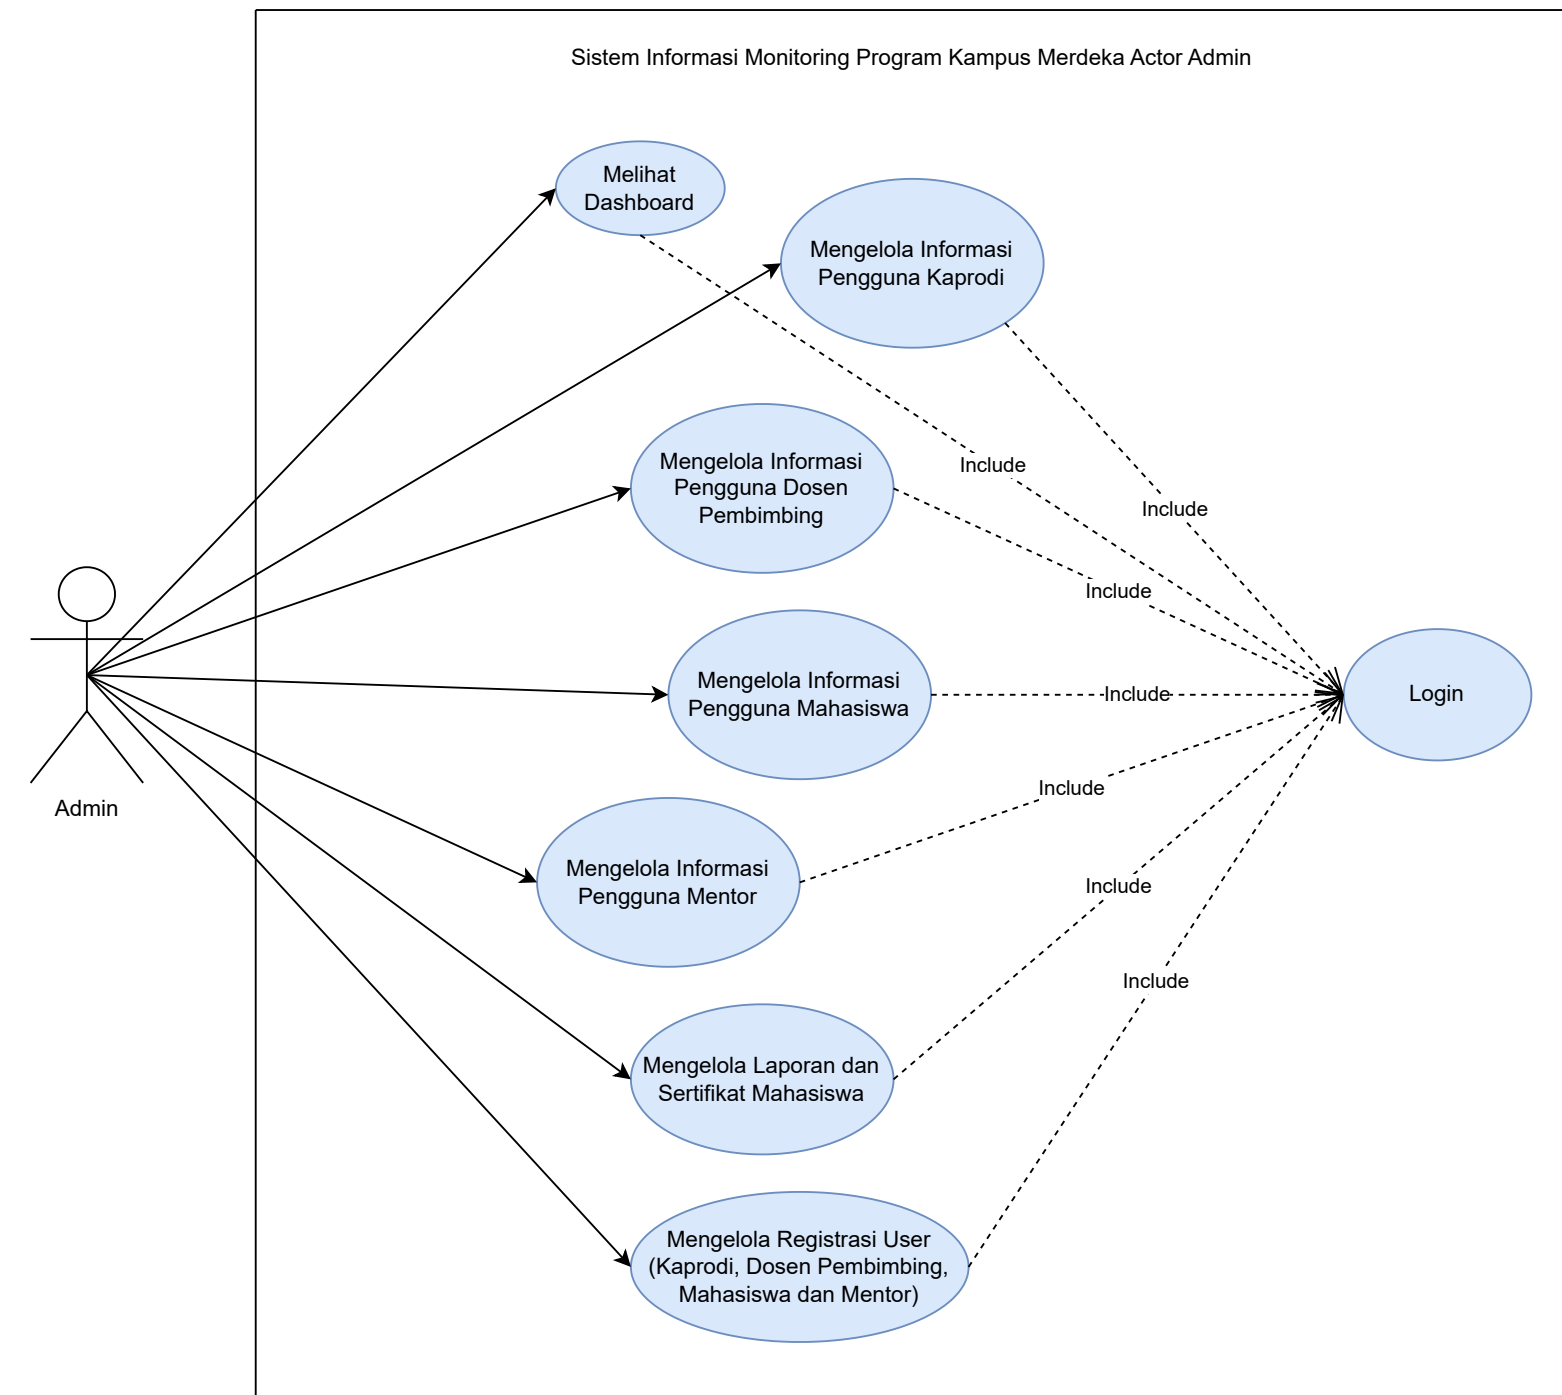 Sistem Informasi Monitoring Program Kampus Merdeka Actor Admin
Melihat
Dashboard
Mengelola Informasi
Pengguna Kaprodi
Include
Include
Mengelola Informasi
Pengguna Dosen
Pembimbing
Include
Mengelola Informasi
Pengguna Mahasiswa
Include
Login
Admin
Include
Mengelola Informasi
Pengguna Mentor
Include
Include
Mengelola Laporan dan
Sertifikat Mahasiswa
Mengelola Registrasi User
(Kaprodi, Dosen Pembimbing,
Mahasiswa dan Mentor)